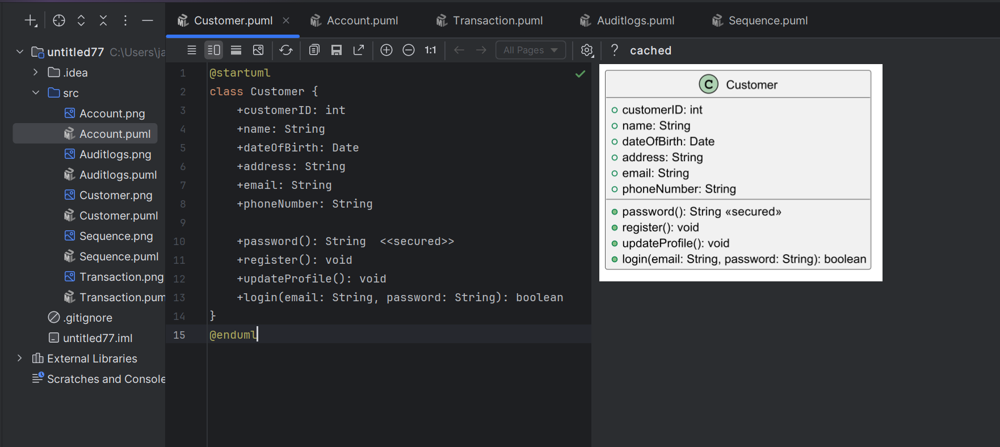 Customer.puml
Account.puml
Transaction.puml
Auditlogs.puml
Sequence.puml
untitled77 C:\Users\ja
1:1
All Pages
? cached
.idea
src
Account.png
Account.puml
Auditlogs.png
Auditlogs.puml
Customer.png
Customer.puml
Sequence.png
Sequence.puml
Transaction.png
Transaction.pum
.gitignore
untitled77.iml
External Libraries
Scratches and Console
1 @startuml
2 class Customer {
3 +customerID: int
4 +name: String
5 +dateOfBirth: Date
6 +address: String
7 +email: String
8 +phoneNumber: String
9
10 +password(): String <<secured>>
11 +register(): void
12 +updateProfile(): void
13 +login(email: String, password: String): boolean
14 }
15 @enduml
C Customer
customerID: int
name: String
dateOfBirth: Date
address: String
email: String
phoneNumber: String
password(): String «secured»
register(): void
updateProfile(): void
login(email: String, password: String): boolean